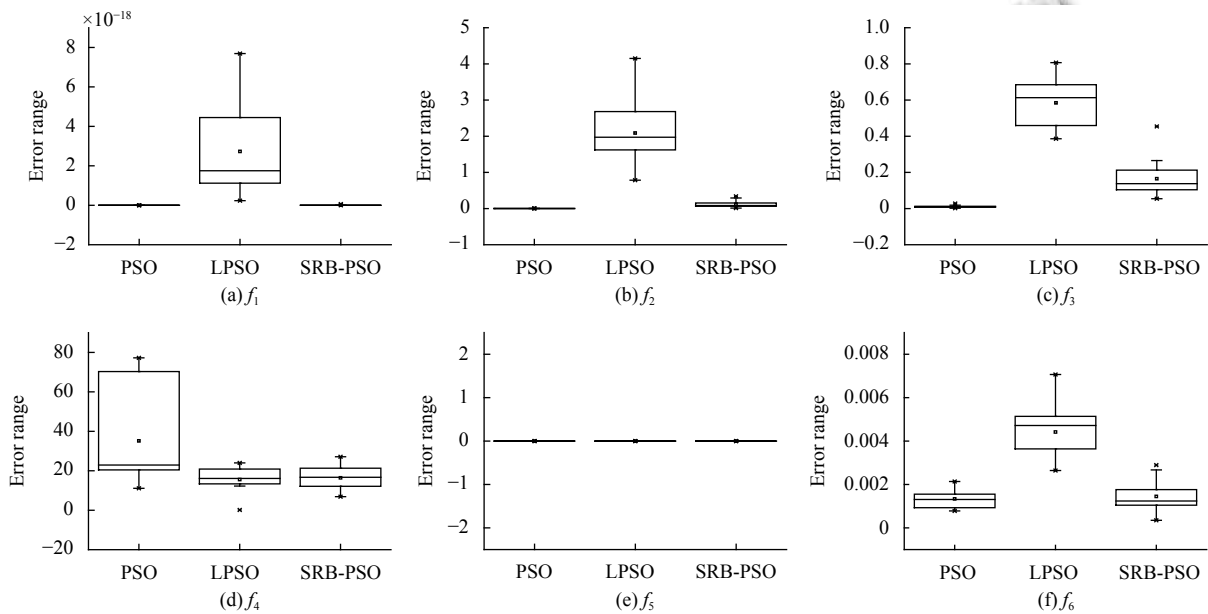 ×10−18
8
6
4
2
0
−2
Error range
PSO LPSO SRB-PSO
(a) f1
5
4
3
2
1
0
−1
Error range
PSO LPSO SRB-PSO
(b) f2
1.0
0.8
0.6
0.4
0.2
0
−0.2
Error range
PSO LPSO SRB-PSO
(c) f3
80
60
40
20
0
−20
Error range
PSO LPSO SRB-PSO
(d) f4
2
1
0
−1
−2
Error range
PSO LPSO SRB-PSO
(e) f5
0.008
0.006
0.004
0.002
0
Error range
PSO LPSO SRB-PSO
(f) f6